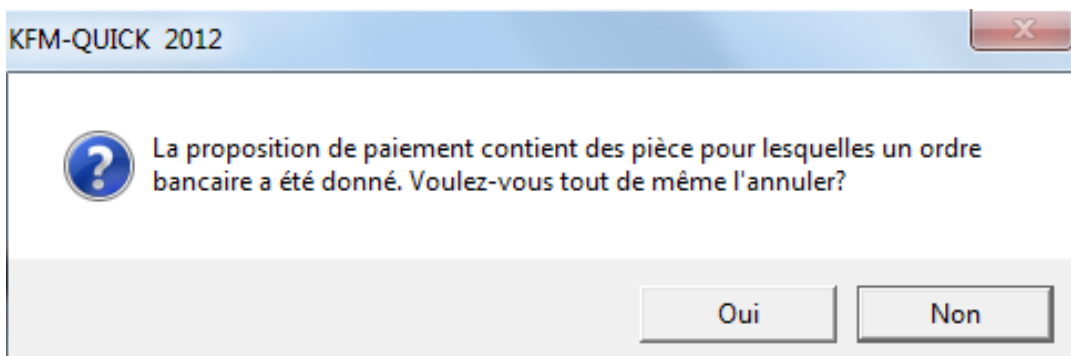 KFM-QUICK 2012
La proposition de paiement contient des pièce pour lesquelles un ordre
bancaire a été donné. Voulez-vous tout de même l'annuler?
Oui Non